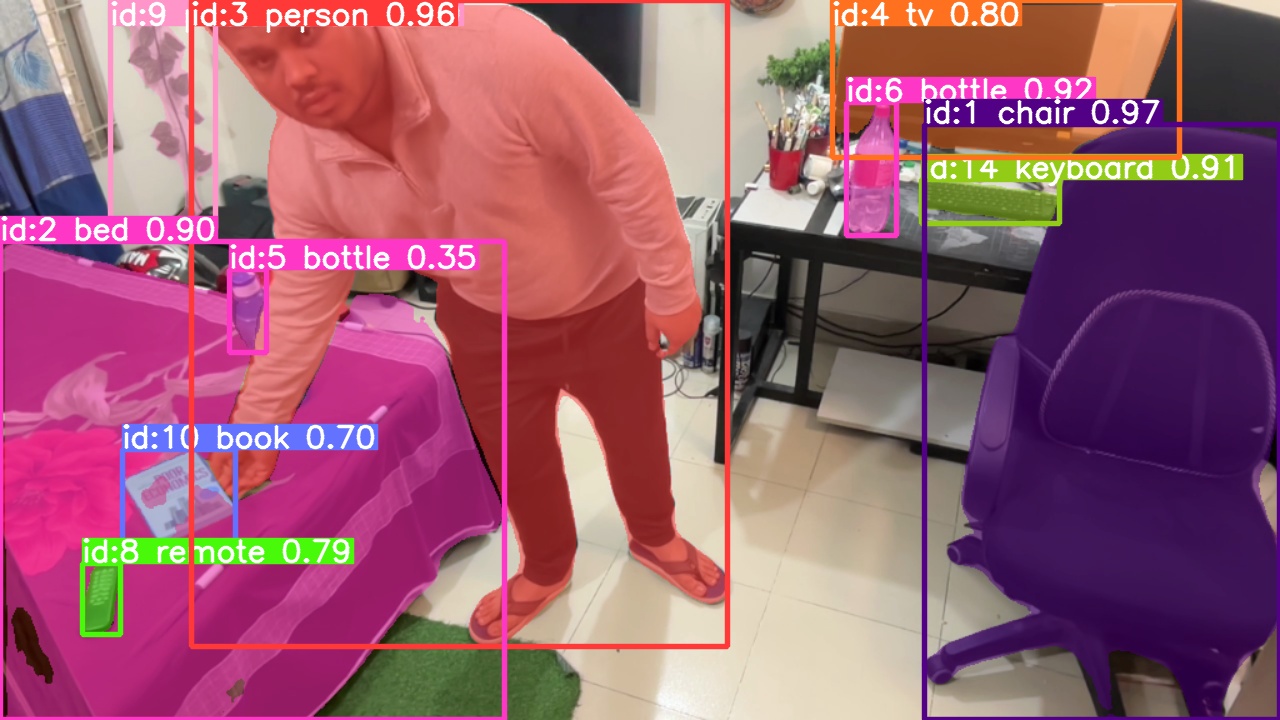 id:9
id:3 person 0.96
id:4 tv 0.80
id:6 bottle 0.92
id:1 chair 0.97
d:14 keyboard 0.91
id:2 bed 0.90
id:5 bottle 0.35
id:10 book 0.70
POOR
ECONOMICS
id:8 remote 0.79